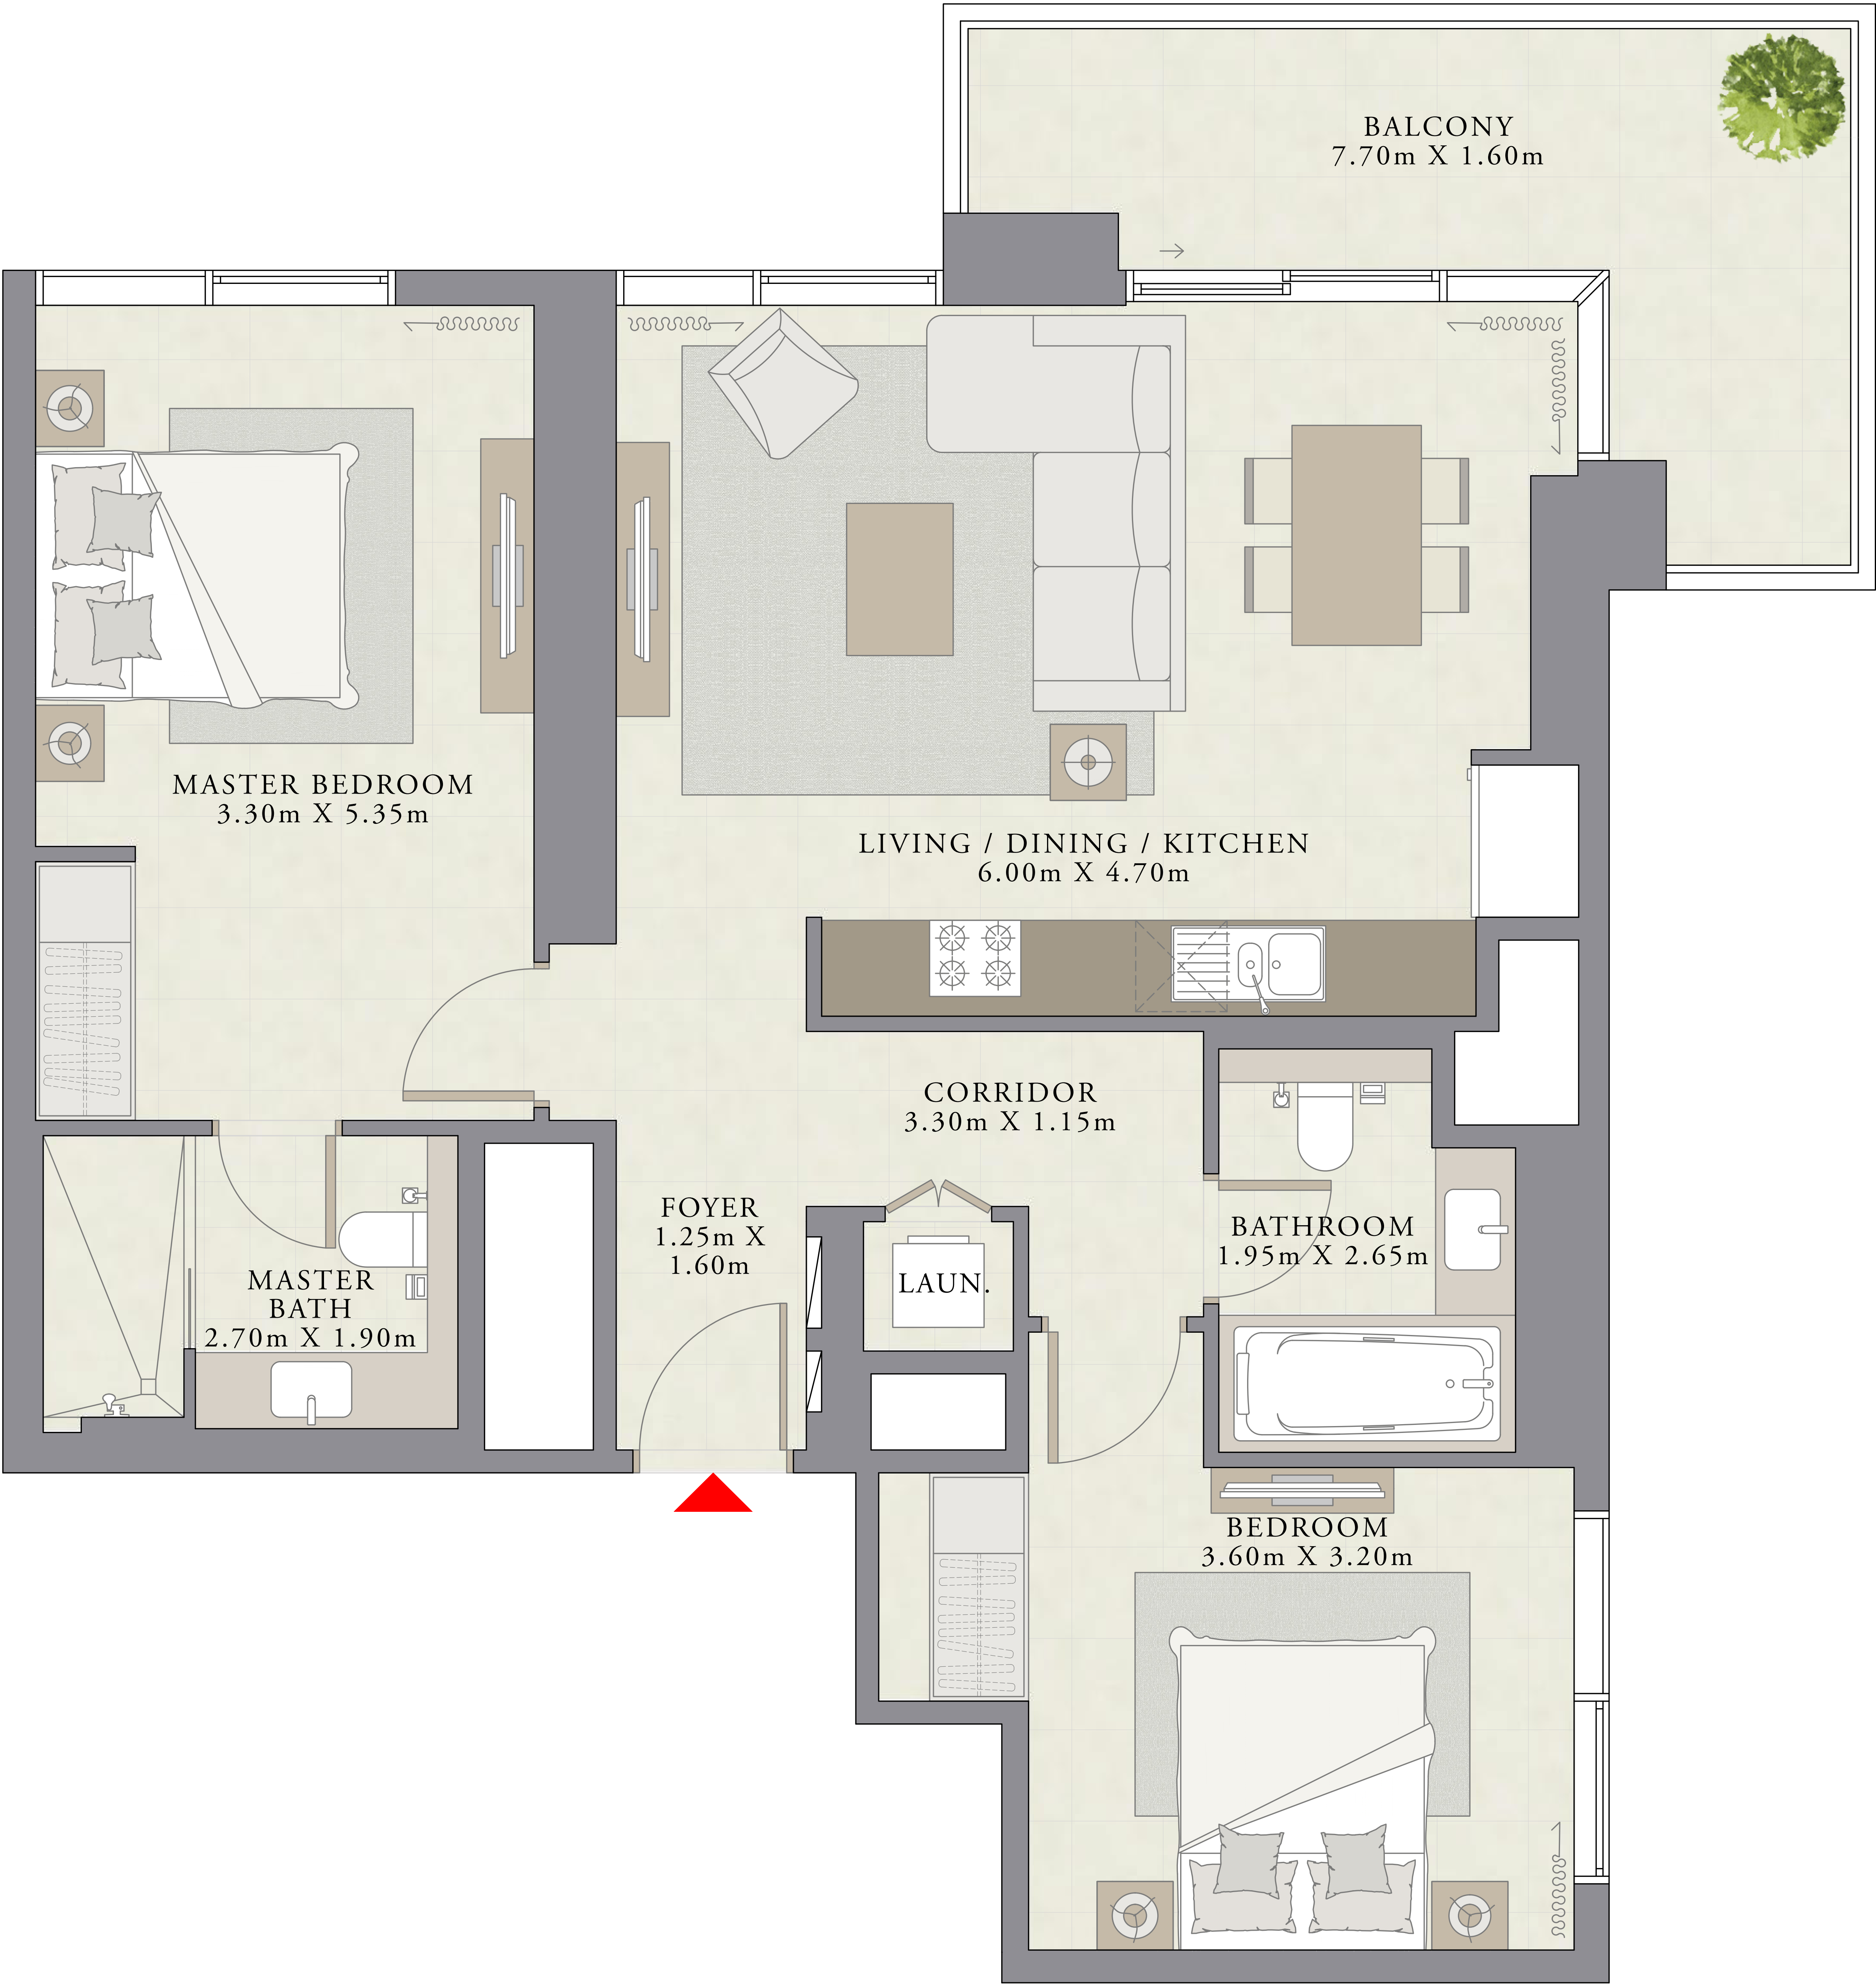 BALCONY
7.70m X 1.60m
MASTER BEDROOM
3.30m X 5.35m
LIVING / DINING / KITCHEN
6.00m X 4.70m
CORRIDOR
3.30m X 1.15m
FOYER
1.25m X
1.60m
LAUN.
BATHROOM
1.95m X 2.65m
MASTER
BATH
2.70m X 1.90m
BEDROOM
3.60m X 3.20m